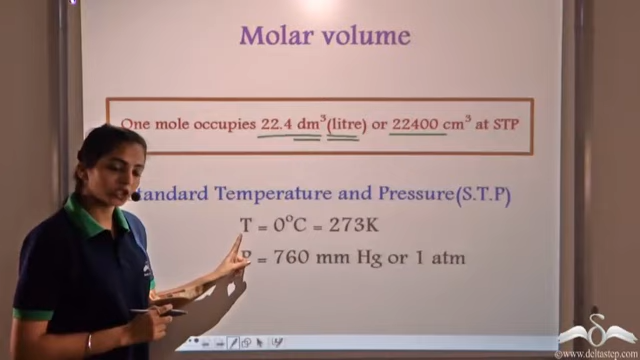 Molar volume
One mole occupies 22.4 dm³ (litre) or 22400 cm³ at STP
Standard Temperature and Pressure(S.T.P)
T = 0°C = 273K
P = 760 mm Hg or 1 atm
©www.deltastep.com